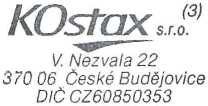 KOstax s.r.o. (3)
V. Nezvala 22
370 06 České Budějovice
DIČ CZ60850353